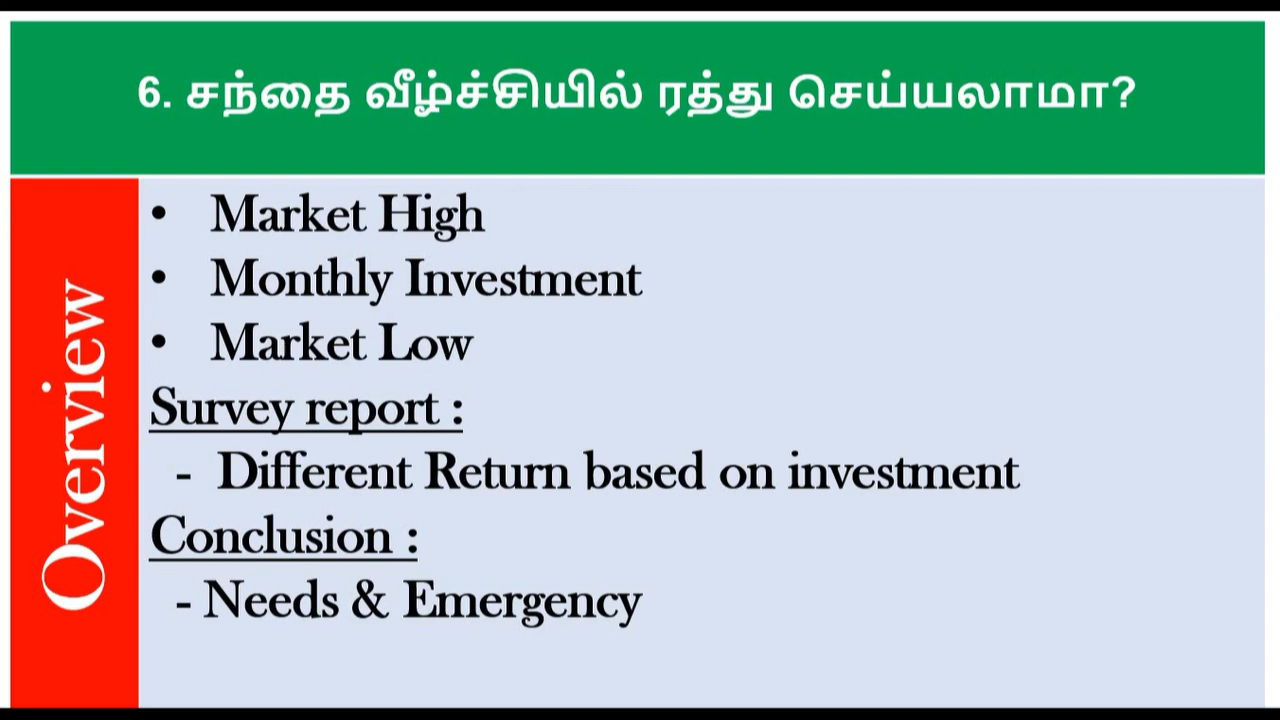 6. சந்தை வீழ்ச்சியில் ரத்து செய்யலாமா?
Overview
• Market High
• Monthly Investment
• Market Low
Survey report :
- Different Return based on investment
Conclusion :
- Needs & Emergency